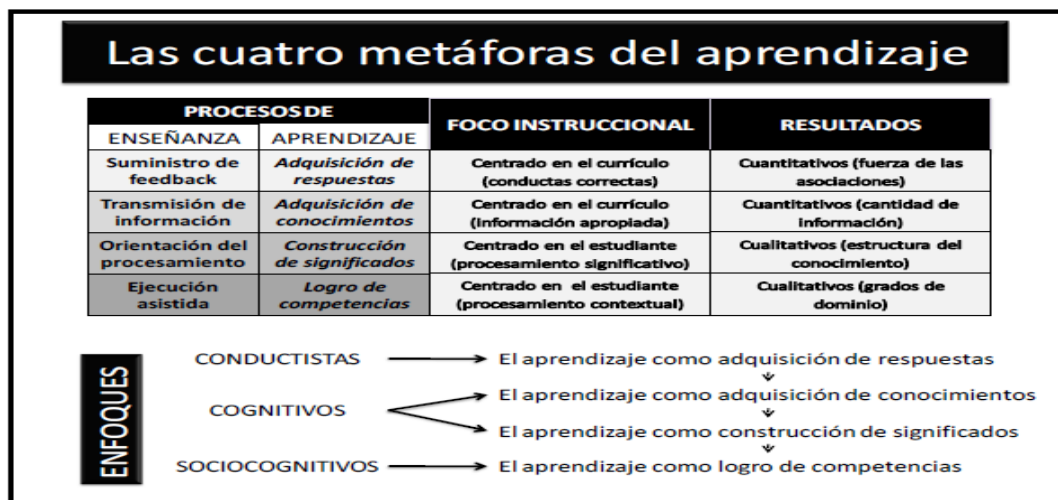 Las cuatro metáforas del aprendizaje
PROCESOS DE
FOCO INSTRUCCIONAL
RESULTADOS
ENSEÑANZA
APRENDIZAJE
Suministro de
feedback
Adquisición de
respuestas
Centrado en el currículo
(conductas correctas)
Cuantitativos (fuerza de las
asociaciones)
Transmisión de
información
Adquisición de
conocimientos
Centrado en el currículo
(información apropiada)
Cuantitativos (cantidad de
información)
Orientación del
procesamiento
Construcción
de significados
Centrado en el estudiante
(procesamiento significativo)
Cualitativos (estructura del
conocimiento)
Ejecución
asistida
Logro de
competencias
Centrado en el estudiante
(procesamiento contextual)
Cualitativos (grados de
dominio)
ENFOQUES
CONDUCTISTAS
El aprendizaje como adquisición de respuestas
COGNITIVOS
El aprendizaje como adquisición de conocimientos
El aprendizaje como construcción de significados
SOCIOCOGNITIVOS
El aprendizaje como logro de competencias